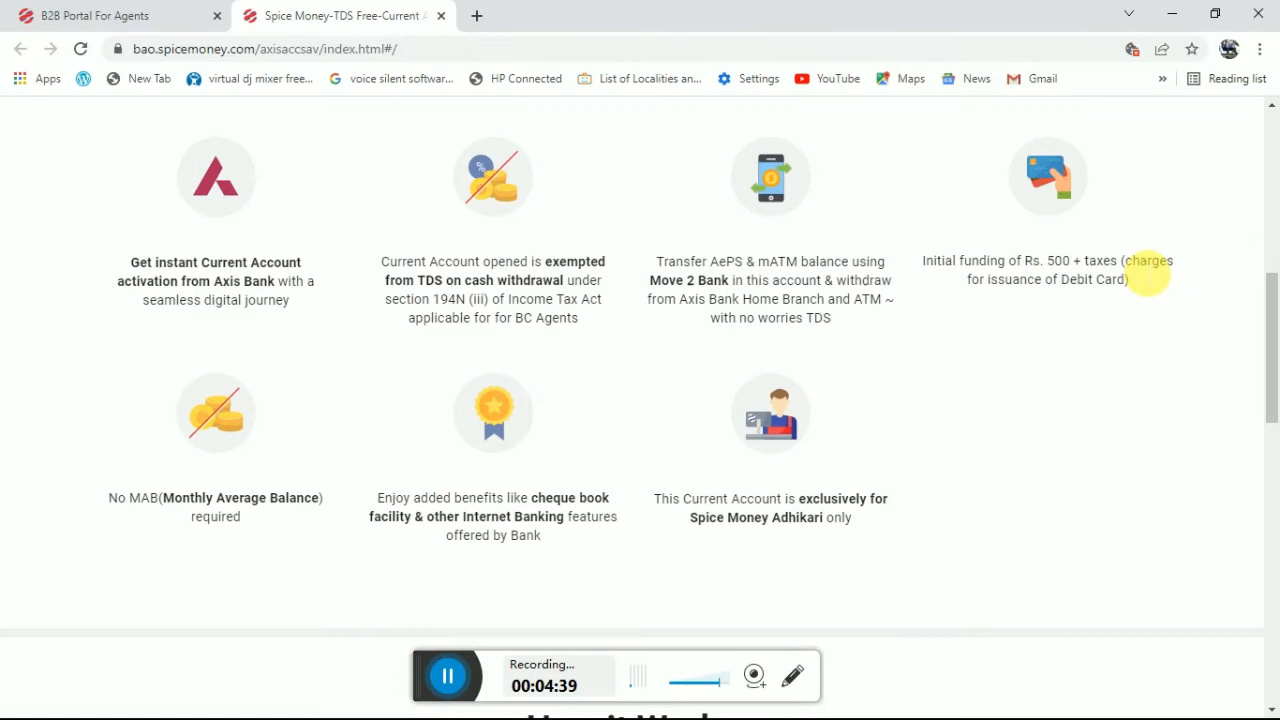 B2B Portal For Agents
Spice Money-TDS Free-Current A
bao.spicemoney.com/axisaccsav/index.html#/
Apps
New Tab
virtual dj mixer free...
voice silent softwar...
HP Connected
List of Localities an...
Settings
YouTube
Maps
News
Gmail
»
Reading list
Get instant Current Account
activation from Axis Bank with a
seamless digital journey
%
Current Account opened is exempted
from TDS on cash withdrawal under
section 194N (iii) of Income Tax Act
applicable for for BC Agents
Transfer AePS & mATM balance using
Move 2 Bank in this account & withdraw
from Axis Bank Home Branch and ATM ~
with no worries TDS
Initial funding of Rs. 500 + taxes (charges
for issuance of Debit Card)
No MAB(Monthly Average Balance)
required
Enjoy added benefits like cheque book
facility & other Internet Banking features
offered by Bank
This Current Account is exclusively for
Spice Money Adhikari only
Recording...
00:04:39